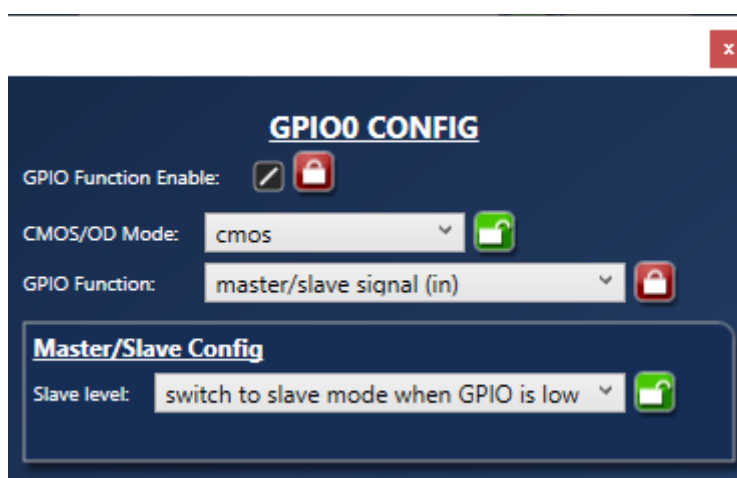 x
GPIO0 CONFIG
GPIO Function Enable:
CMOS/OD Mode: cmos
GPIO Function: master/slave signal (in)
Master/Slave Config
Slave level: switch to slave mode when GPIO is low